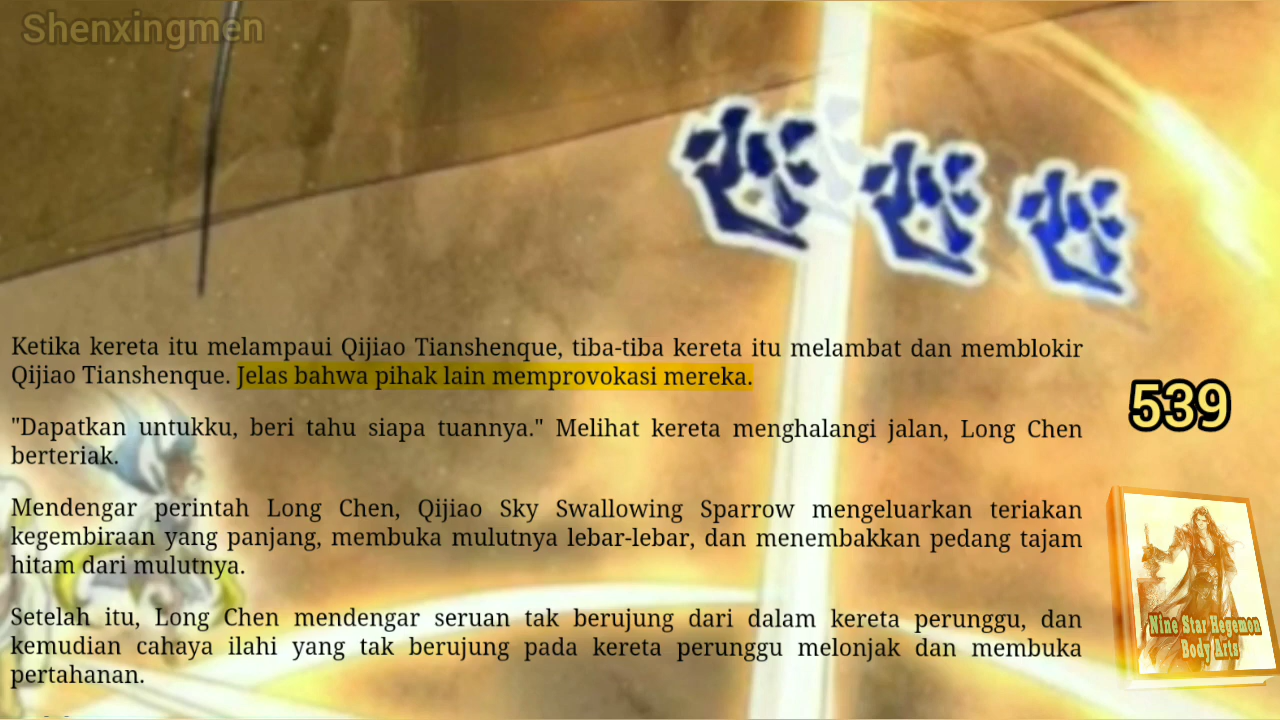 Shenxingmen
Ketika kereta itu melampaui Qijiao Tianshenque, tiba-tiba kereta itu melambat dan memblokir
Qijiao Tianshenque. Jelas bahwa pihak lain memprovokasi mereka.
539
"Dapatkan untukku, beri tahu siapa tuannya." Melihat kereta menghalangi jalan, Long Chen
berteriak.
Mendengar perintah Long Chen, Qijiao Sky Swallowing Sparrow mengeluarkan teriakan
kegembiraan yang panjang, membuka mulutnya lebar-lebar, dan menembakkan pedang tajam
hitam dari mulutnya.
Setelah itu, Long Chen mendengar seruan tak berujung dari dalam kereta perunggu, dan
kemudian cahaya ilahi yang tak berujung pada kereta perunggu melonjak dan membuka
pertahanan.
Nine Star Hegemon
Body Arts